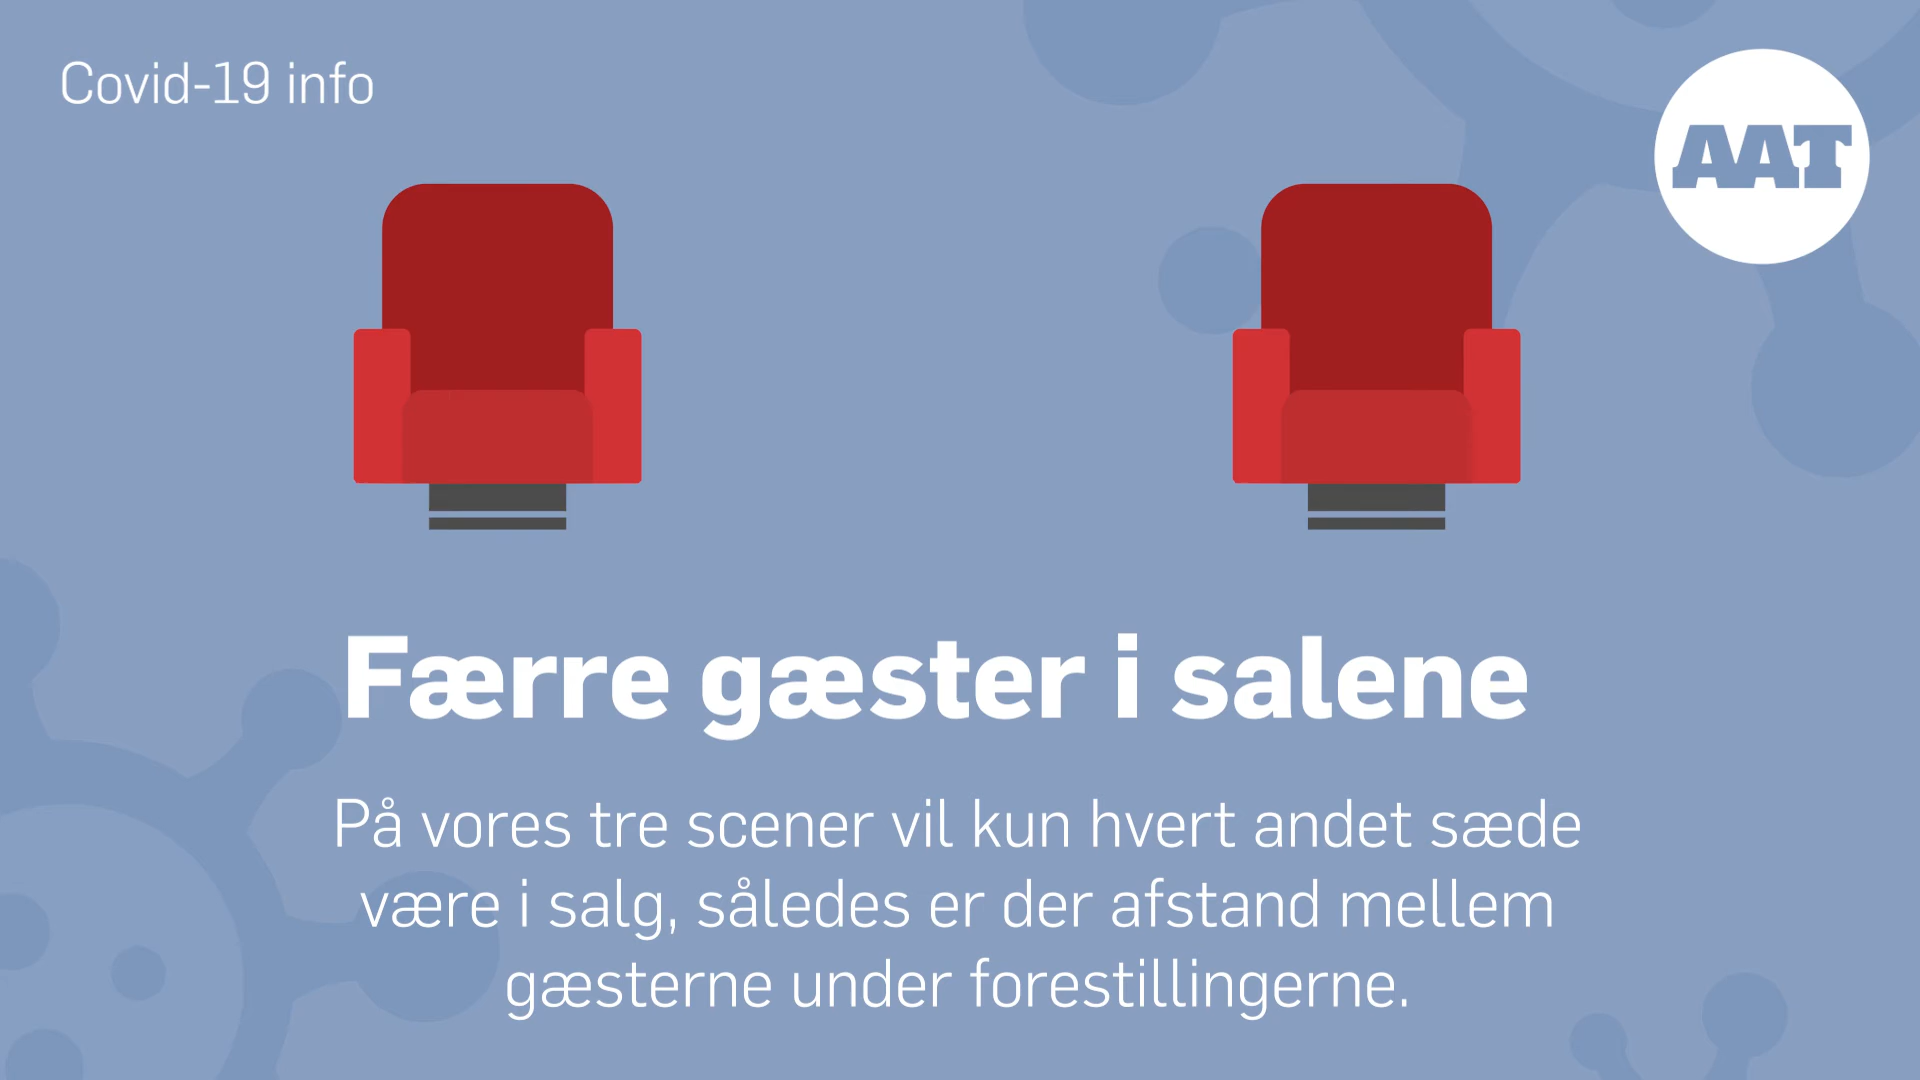 Covid-19 info
AAT
Færre gæster i salene
På vores tre scener vil kun hvert andet sæde
være i salg, således er der afstand mellem
gæsterne under forestillingerne.